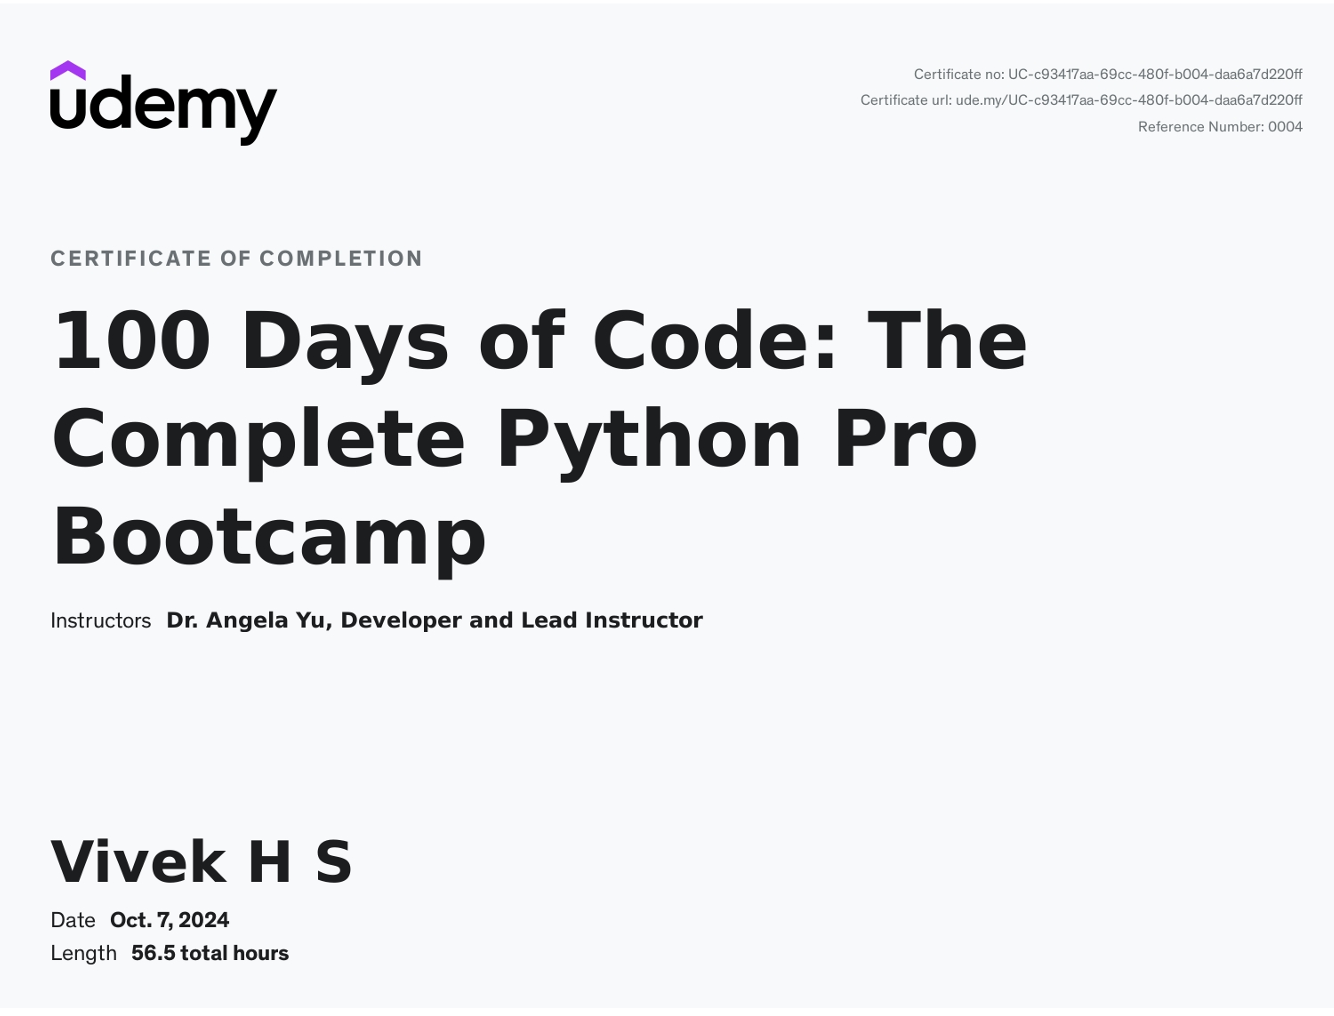 udemy
Certificate no: UC-c93417aa-69cc-480f-b004-daa6a7d220ff
Certificate url: ude.my/UC-c93417aa-69cc-480f-b004-daa6a7d220ff
Reference Number: 0004
CERTIFICATE OF COMPLETION
100 Days of Code: The
Complete Python Pro
Bootcamp
Instructors Dr. Angela Yu, Developer and Lead Instructor
Vivek H S
Date Oct. 7, 2024
Length 56.5 total hours